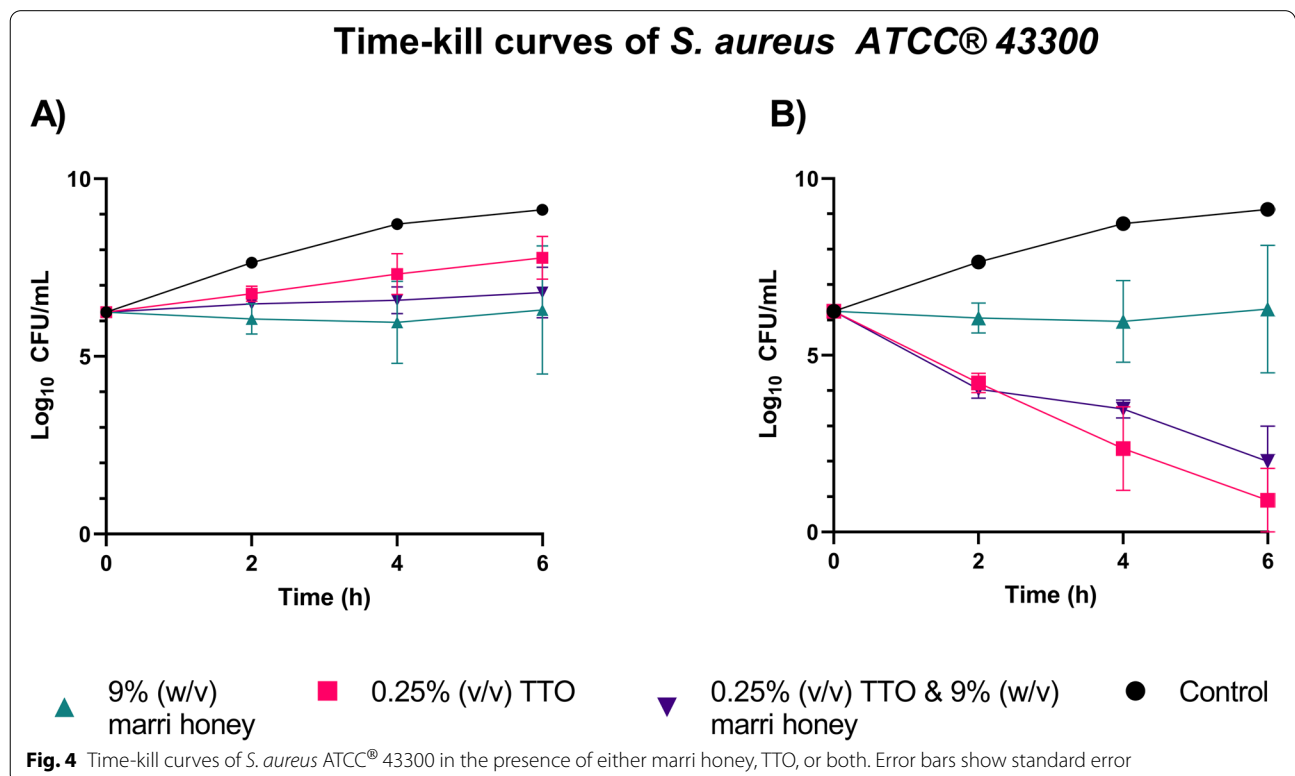 Time-kill curves of S. aureus ATCC® 43300
A)
B)
10
5
0
Log10 CFU/mL
0 2 4 6
Time (h)
10
5
0
Log10 CFU/mL
0 2 4 6
Time (h)
9% (w/v)
marri honey
0.25% (v/v) TTO
0.25% (v/v) TTO & 9% (w/v)
marri honey
Control
Fig. 4 Time-kill curves of S. aureus ATCC® 43300 in the presence of either marri honey, TTO, or both. Error bars show standard error